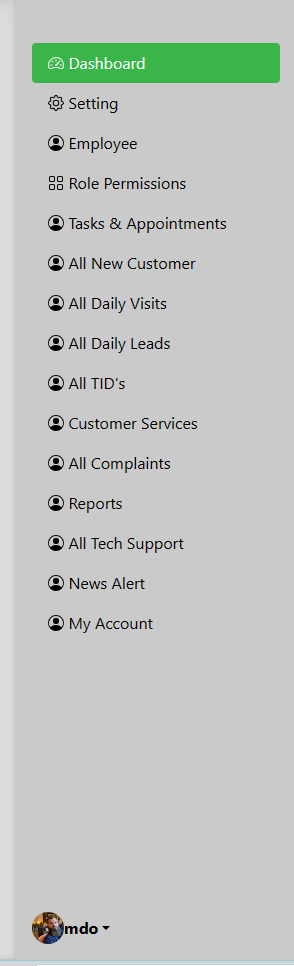 Dashboard
Setting
Employee
Role Permissions
Tasks & Appointments
All New Customer
All Daily Visits
All Daily Leads
All TID's
Customer Services
All Complaints
Reports
All Tech Support
News Alert
My Account
mdo